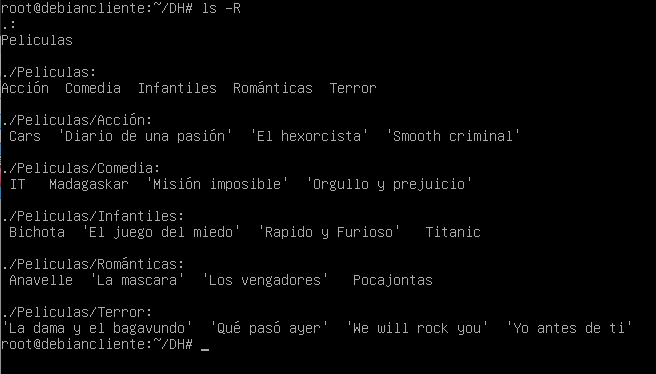 root@debiancliente:~/DH# ls -R
.:
Peliculas
./Peliculas:
Acción  Comedia  Infantiles  Románticas  Terror
./Peliculas/Acción:
 Cars  'Diario de una pasión'  'El hexorcista'  'Smooth criminal'
./Peliculas/Comedia:
 IT   Madagaskar  'Misión imposible'  'Orgullo y prejuicio'
./Peliculas/Infantiles:
 Bichota  'El juego del miedo'  'Rapido y Furioso'   Titanic
./Peliculas/Románticas:
 Anavelle  'La mascara'  'Los vengadores'   Pocajontas
./Peliculas/Terror:
'La dama y el bagavundo'  'Qué pasó ayer'  'We will rock you'  'Yo antes de ti'
root@debiancliente:~/DH# _